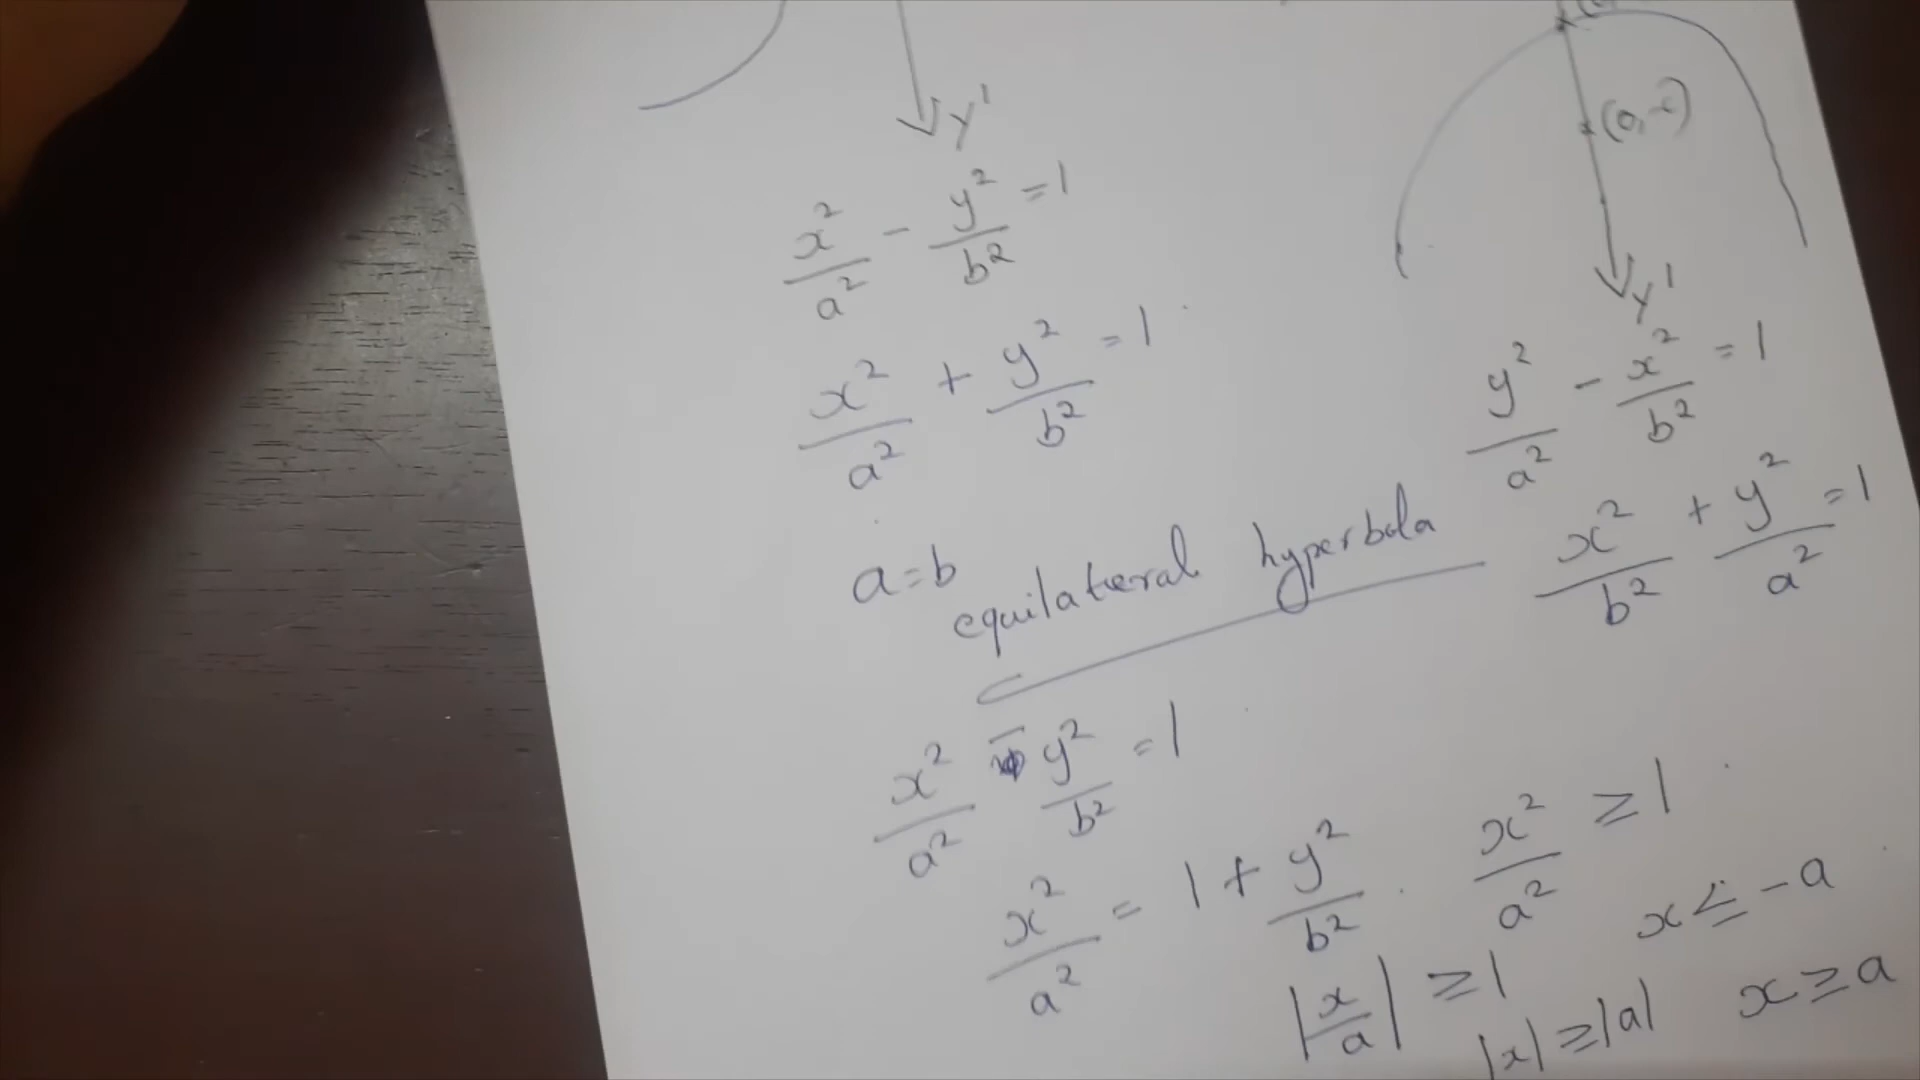 Y'
(0,-c)
x²/a² - y²/b² = 1
Y'
x²/a² + y²/b² = 1
y²/a² - x²/b² = 1
a=b
equilateral hyperbola
x²/b² + y²/a² = 1
x²/a² - y²/b² = 1
x²/a² = 1 + y²/b² . x²/a² ≥ 1
x ≤ -a
|x/a| ≥ 1
x ≥ a
|x| ≥ |a|